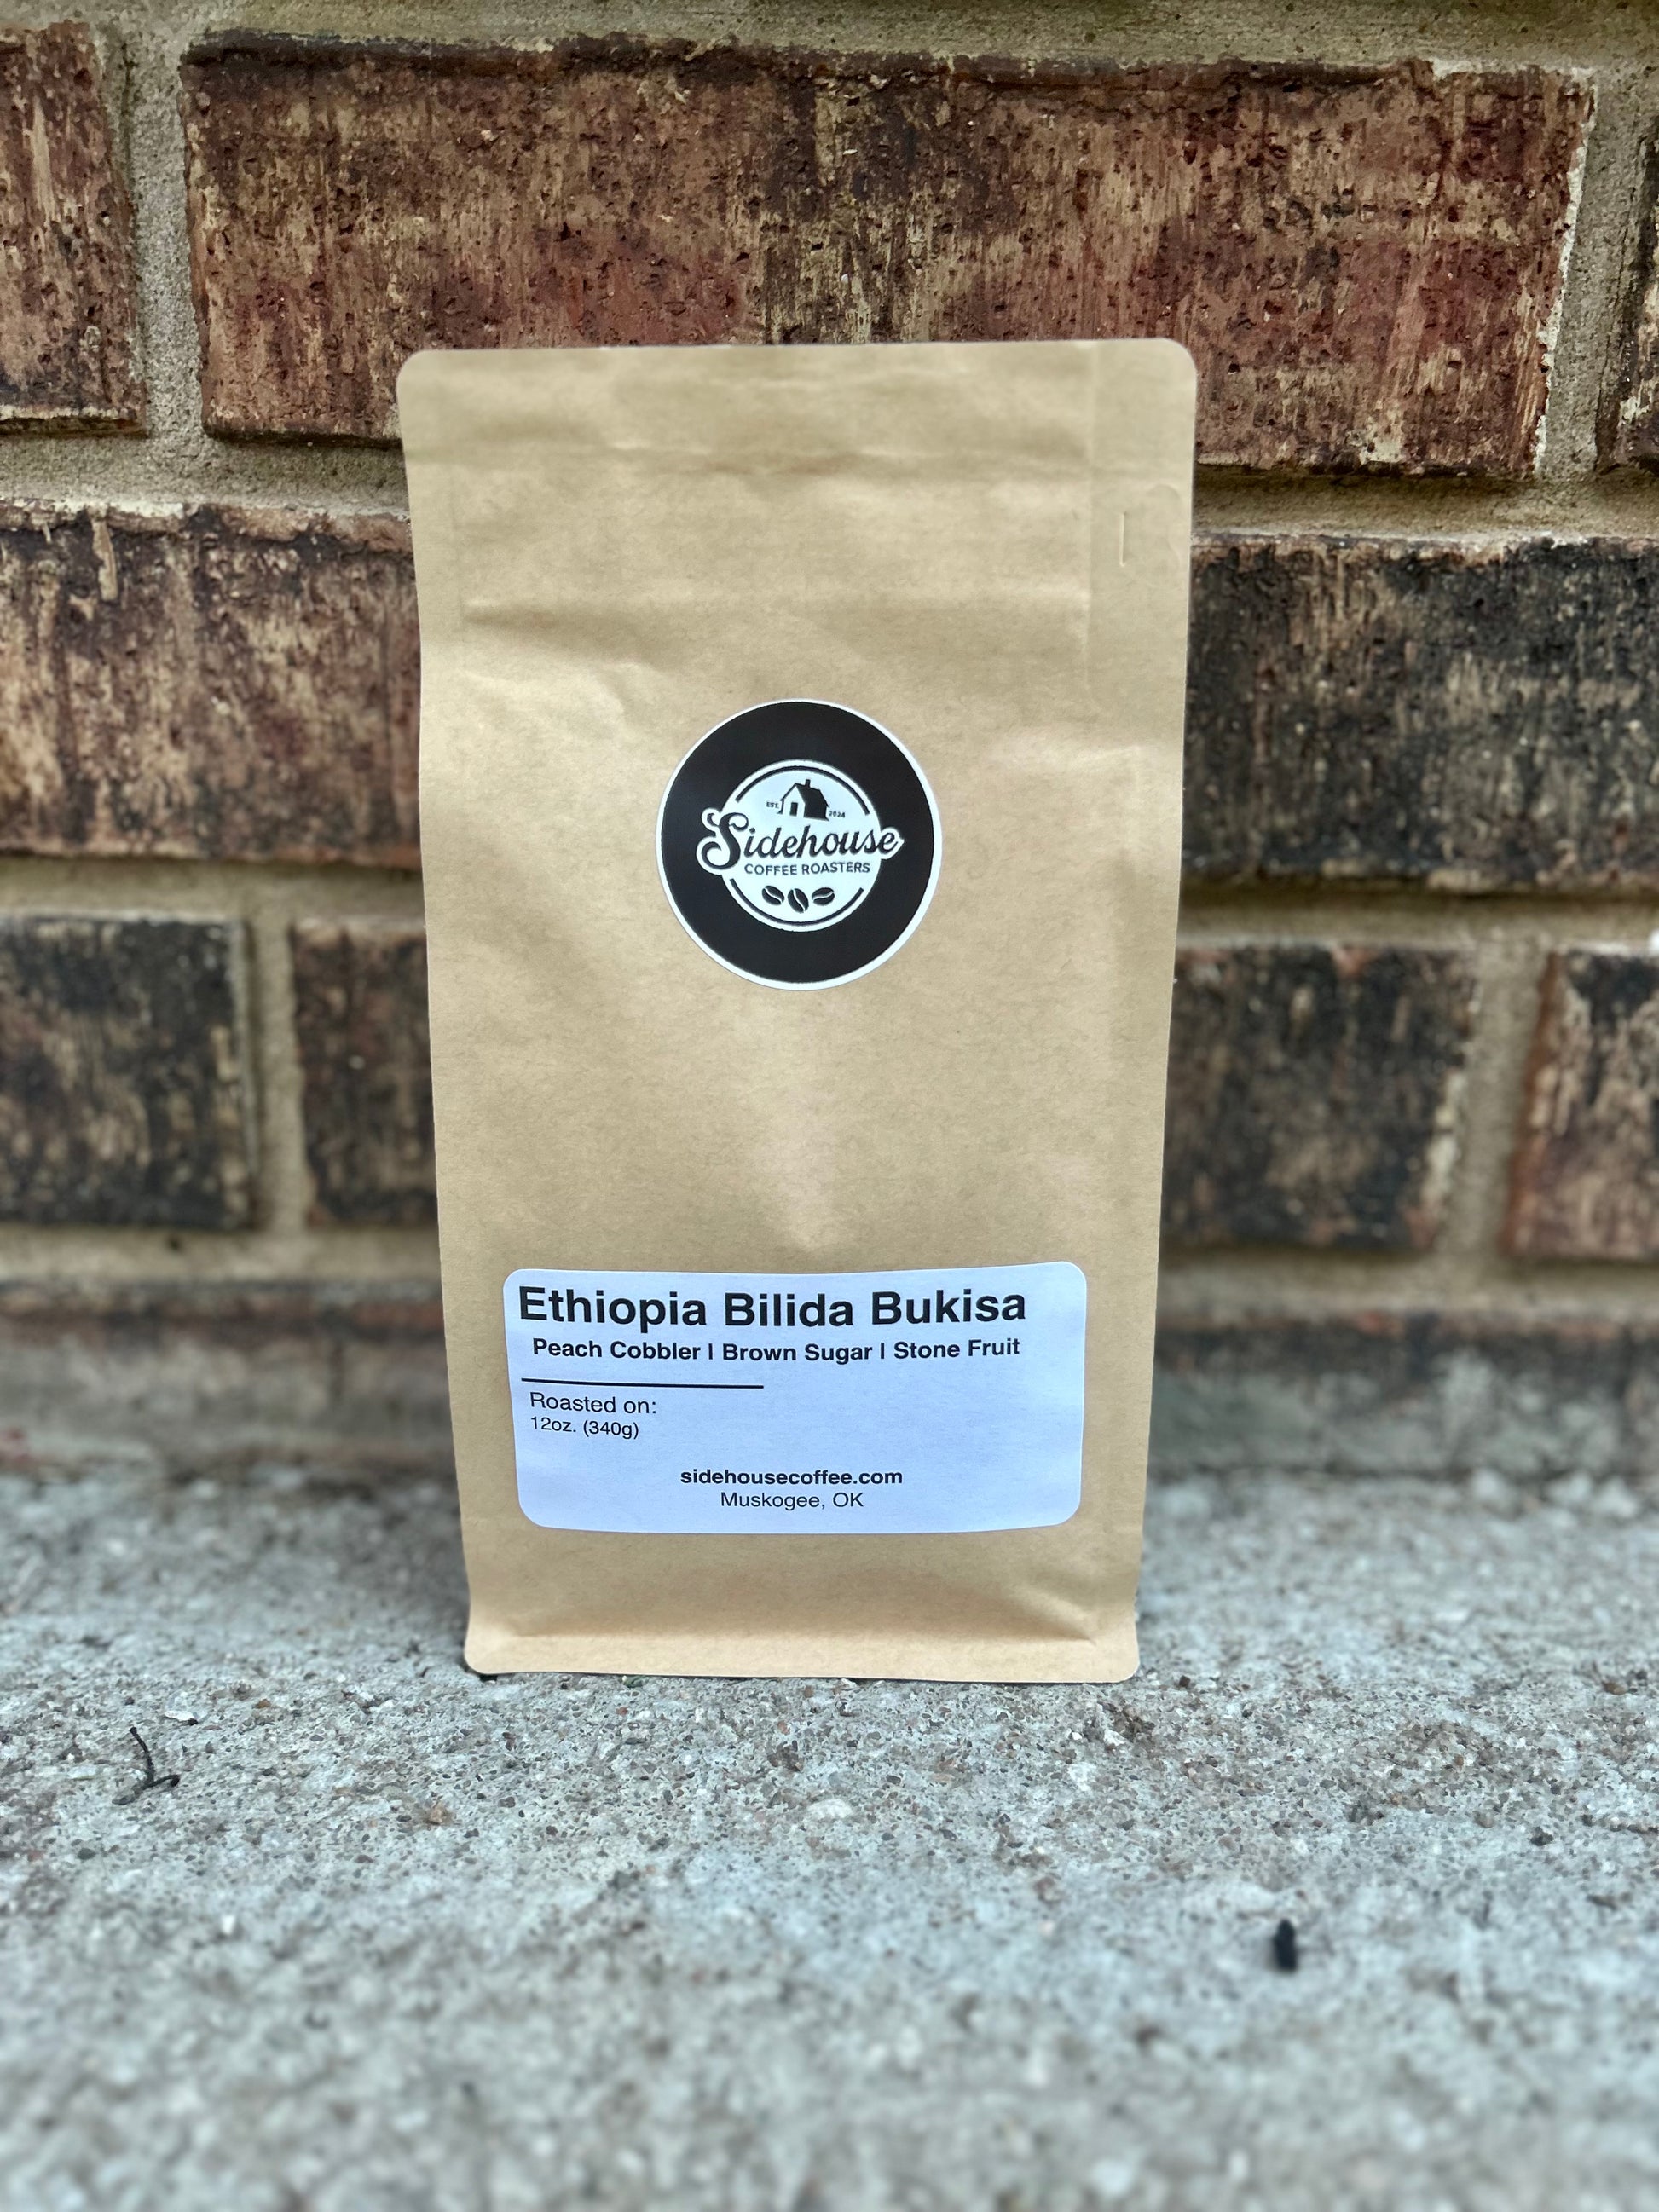 EST. 2024
Sidehouse
COFFEE ROASTERS
Ethiopia Bilida Bukisa
Peach Cobbler | Brown Sugar | Stone Fruit
Roasted on:
12oz. (340g)
sidehousecoffee.com
Muskogee, OK